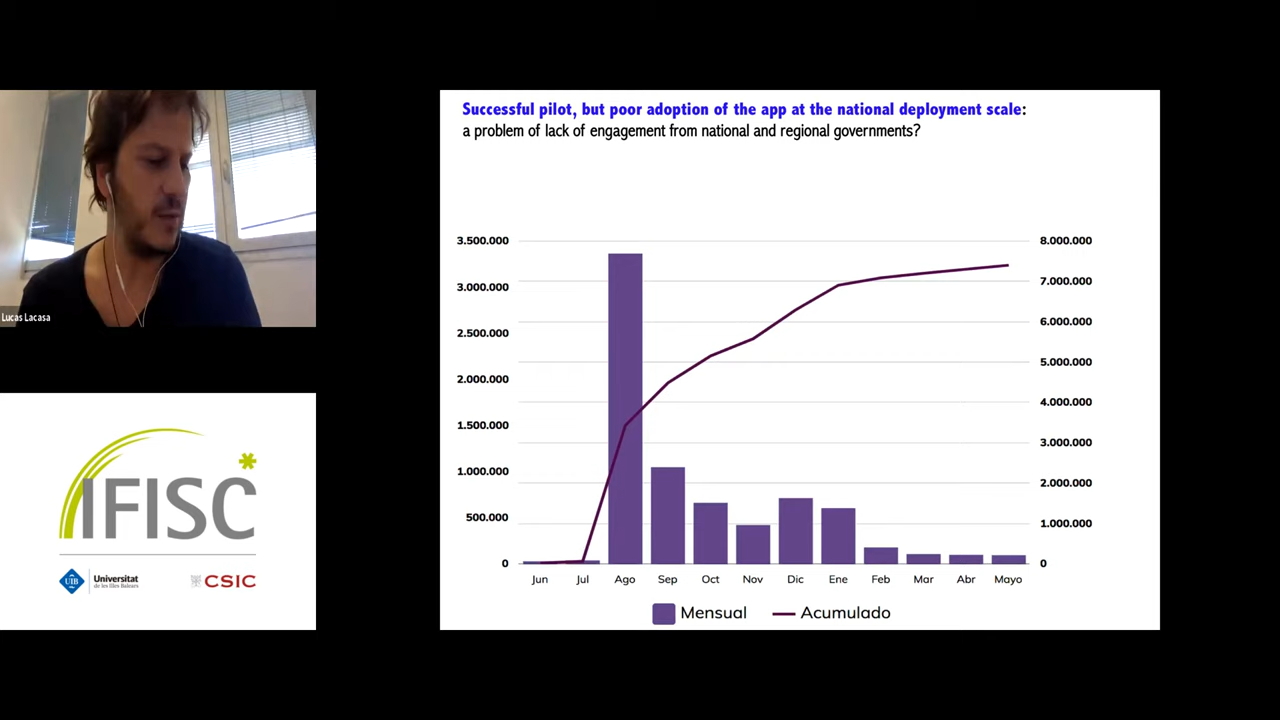 Successful pilot, but poor adoption of the app at the national deployment scale:
a problem of lack of engagement from national and regional governments?
Lucas Lacasa
IFISC
UIB
Universitat
de les Illes Balears
CSIC
3.500.000
3.000.000
2.500.000
2.000.000
1.500.000
1.000.000
500.000
0
8.000.000
7.000.000
6.000.000
5.000.000
4.000.000
3.000.000
2.000.000
1.000.000
0
Jun Jul Ago Sep Oct Nov Dic Ene Feb Mar Abr Mayo
Mensual Acumulado